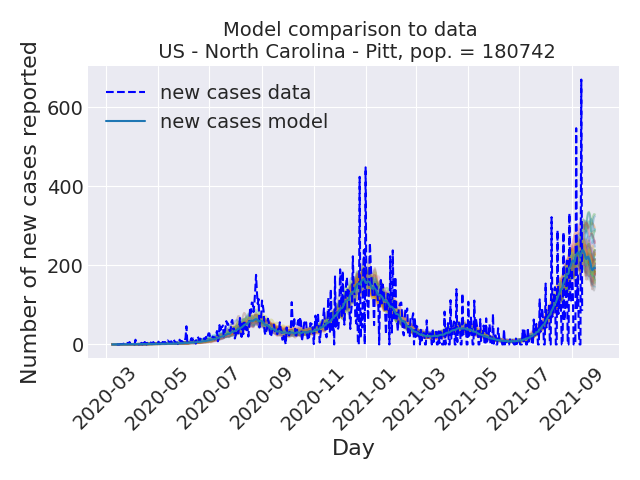 Model comparison to data
US - North Carolina - Pitt, pop. = 180742
Number of new cases reported
600
400
200
0
new cases data
new cases model
2020-03
2020-05
2020-07
2020-09
2020-11
2021-01
2021-03
2021-05
2021-07
2021-09
Day